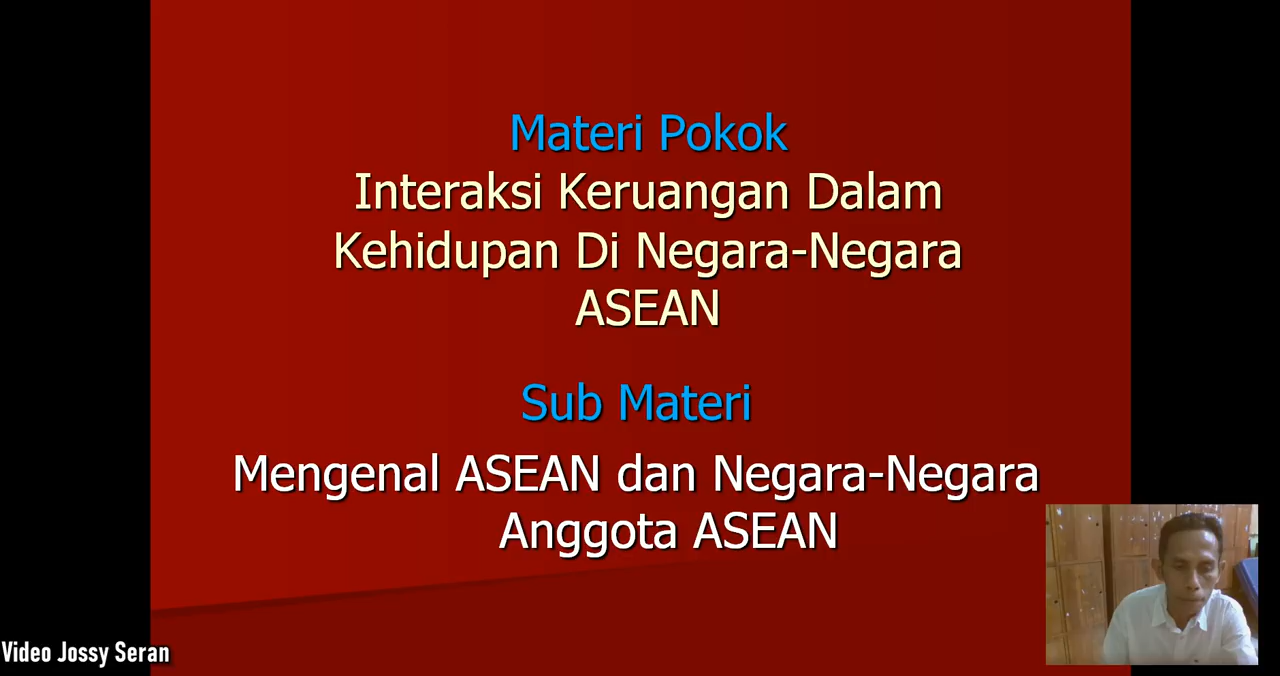 Materi Pokok
Interaksi Keruangan Dalam
Kehidupan Di Negara-Negara
ASEAN
Sub Materi
Mengenal ASEAN dan Negara-Negara
Anggota ASEAN
Video Jossy Seran